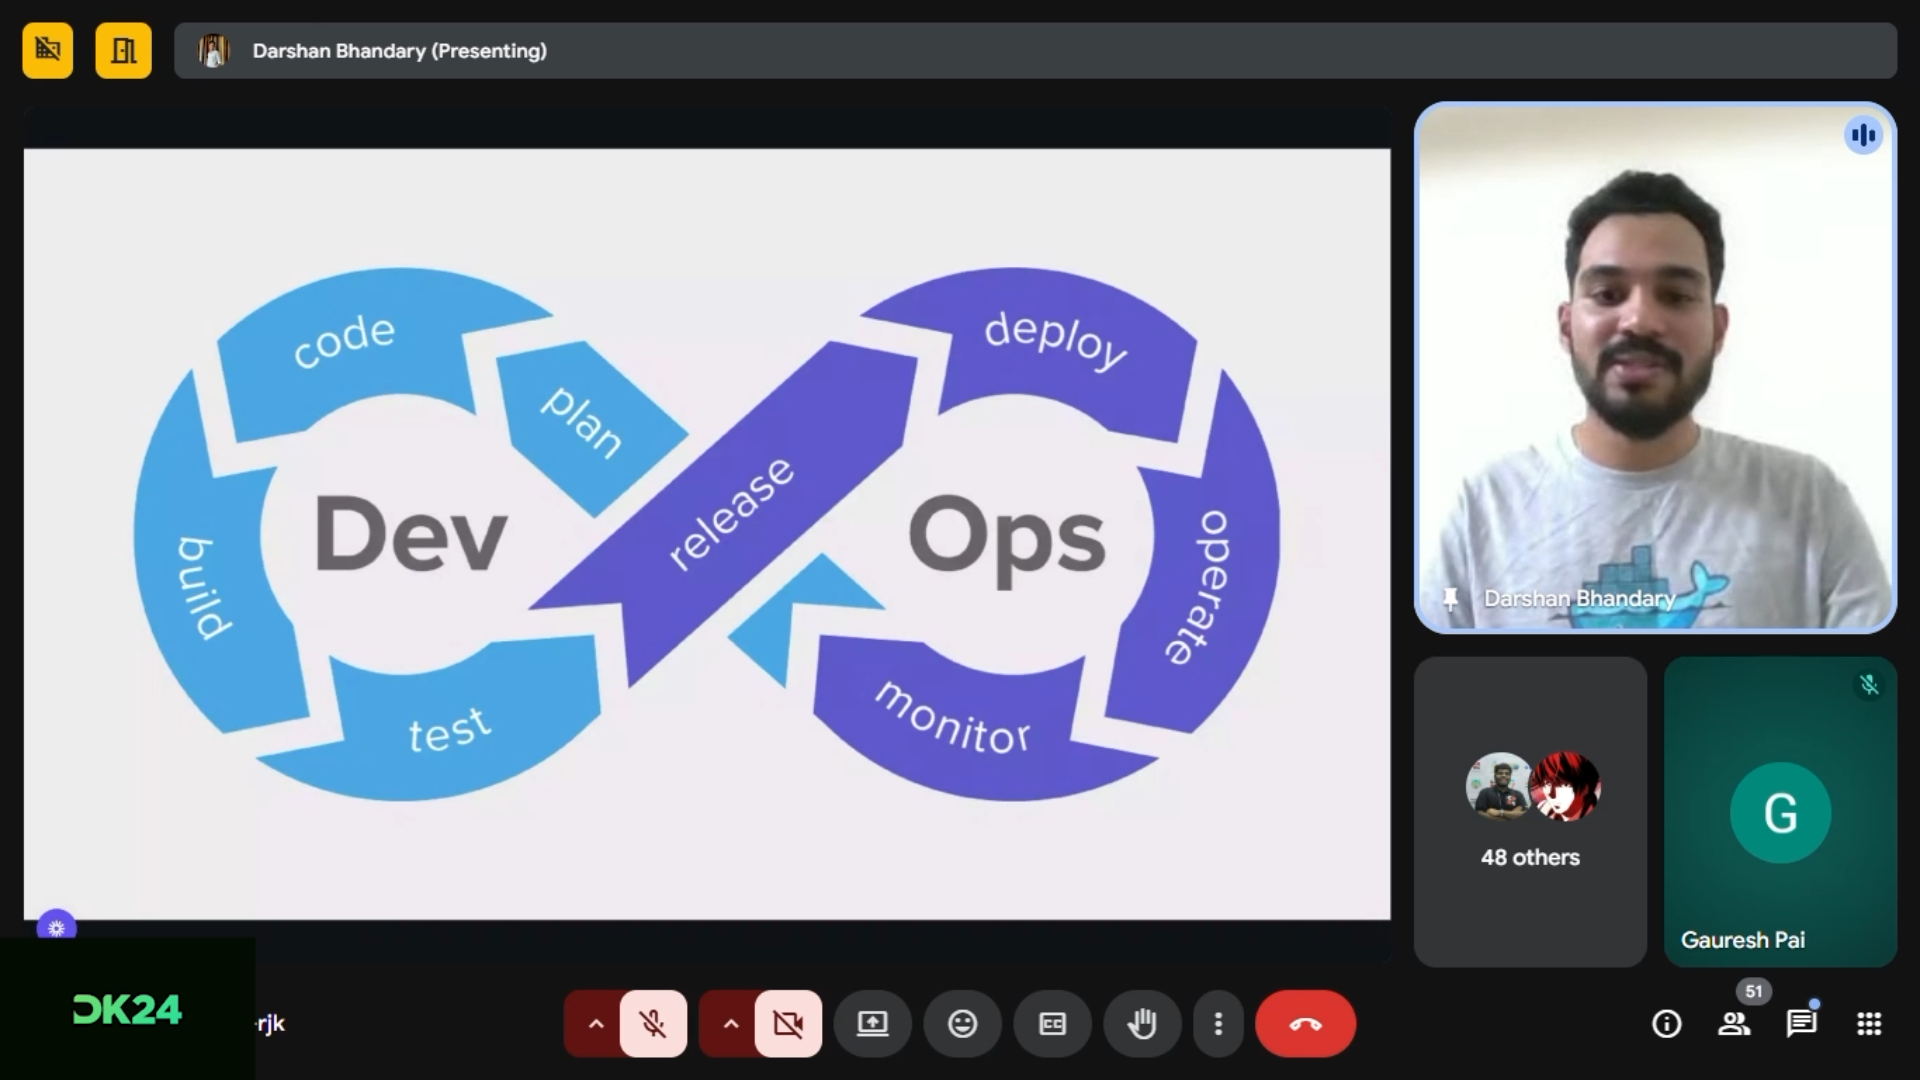 Darshan Bhandary (Presenting)
code
plan
build
Dev
test
release
deploy
Ops
operate
monitor
Darshan Bhandary
48 others
G
Gauresh Pai
DK24
-rjk
CC
51